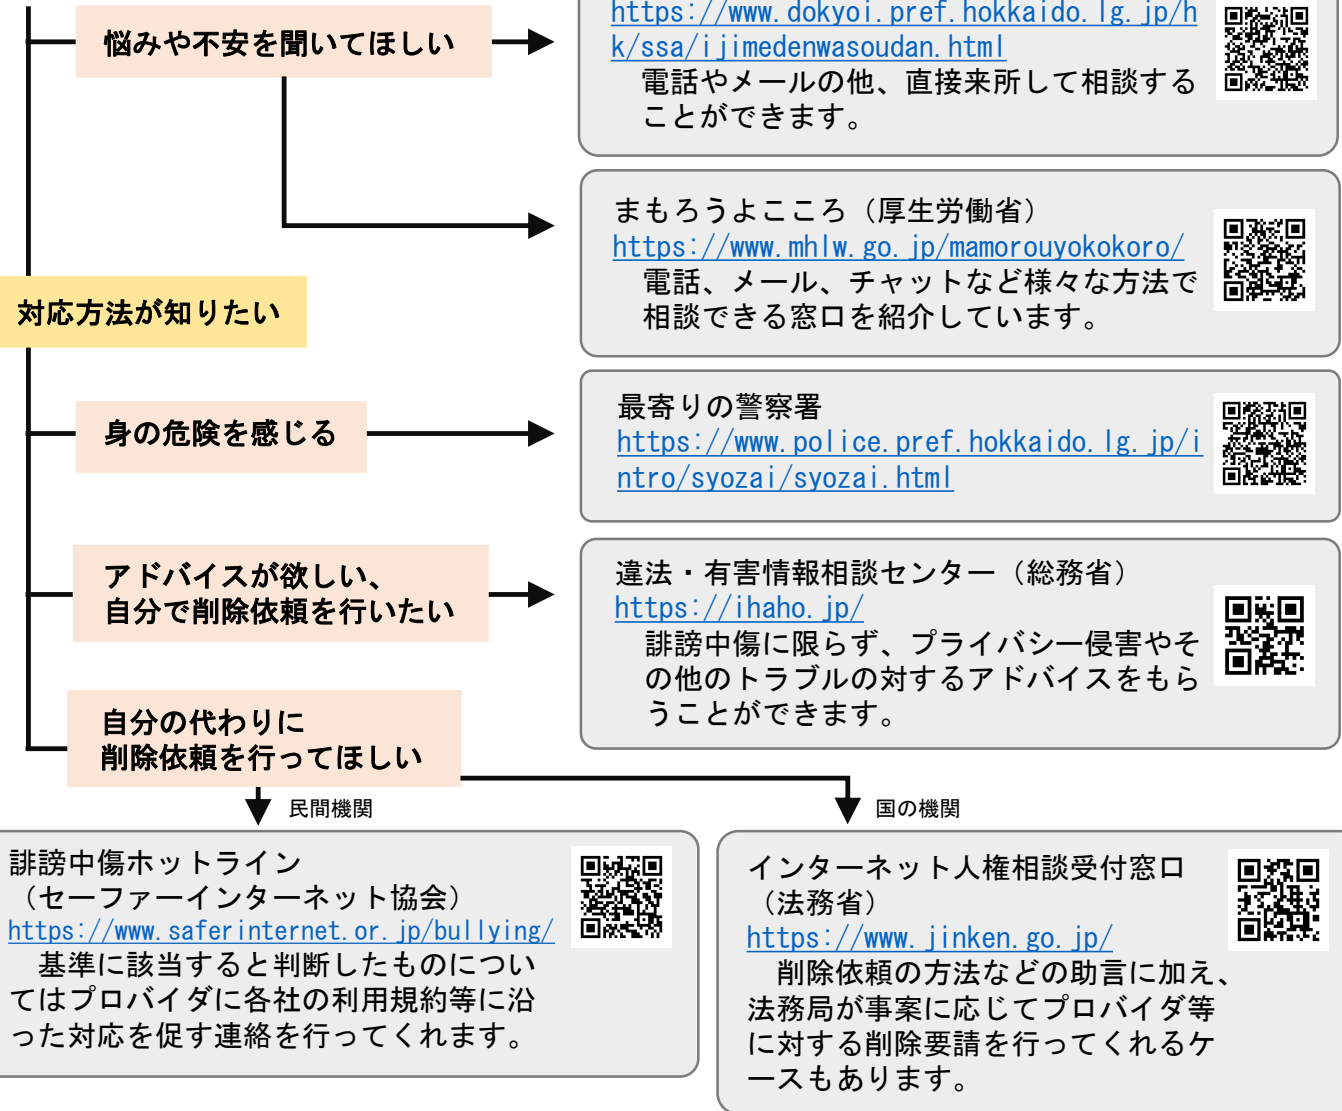 悩みや不安を聞いてほしい
https://www.dokyoi.pref.hokkaido.lg.jp/h
k/ssa/ijimedenwasoudan.html
電話やメールの他、直接来所して相談する
ことができます。
まもろうよこころ（厚生労働省）
https://www.mhlw.go.jp/mamorouyokokoro/
電話、メール、チャットなど様々な方法で
相談できる窓口を紹介しています。
対応方法が知りたい
身の危険を感じる
最寄りの警察署
https://www.police.pref.hokkaido.lg.jp/i
ntro/syozai/syozai.html
アドバイスが欲しい、
自分で削除依頼を行いたい
違法・有害情報相談センター（総務省）
https://ihaho.jp/
誹謗中傷に限らず、プライバシー侵害やそ
の他のトラブルの対するアドバイスをもら
うことができます。
自分の代わりに
削除依頼を行ってほしい
民間機関
国の機関
誹謗中傷ホットライン
（セーファーインターネット協会）
https://www.saferinternet.or.jp/bullying/
基準に該当すると判断したものについ
てはプロバイダに各社の利用規約等に沿
った対応を促す連絡を行ってくれます。
インターネット人権相談受付窓口
（法務省）
https://www.jinken.go.jp/
削除依頼の方法などの助言に加え、
法務局が事案に応じてプロバイダ等
に対する削除要請を行ってくれるケ
ースもあります。